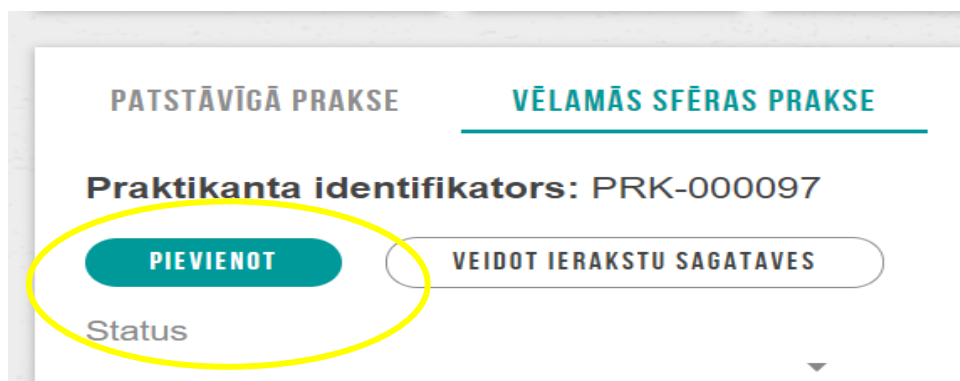 PATSTĀVĪGĀ PRAKSE VĒLAMĀS SFĒRAS PRAKSE
Praktikanta identifikators: PRK-000097
PIEVIENOT VEIDOT IERAKSTU SAGATAVES
Status